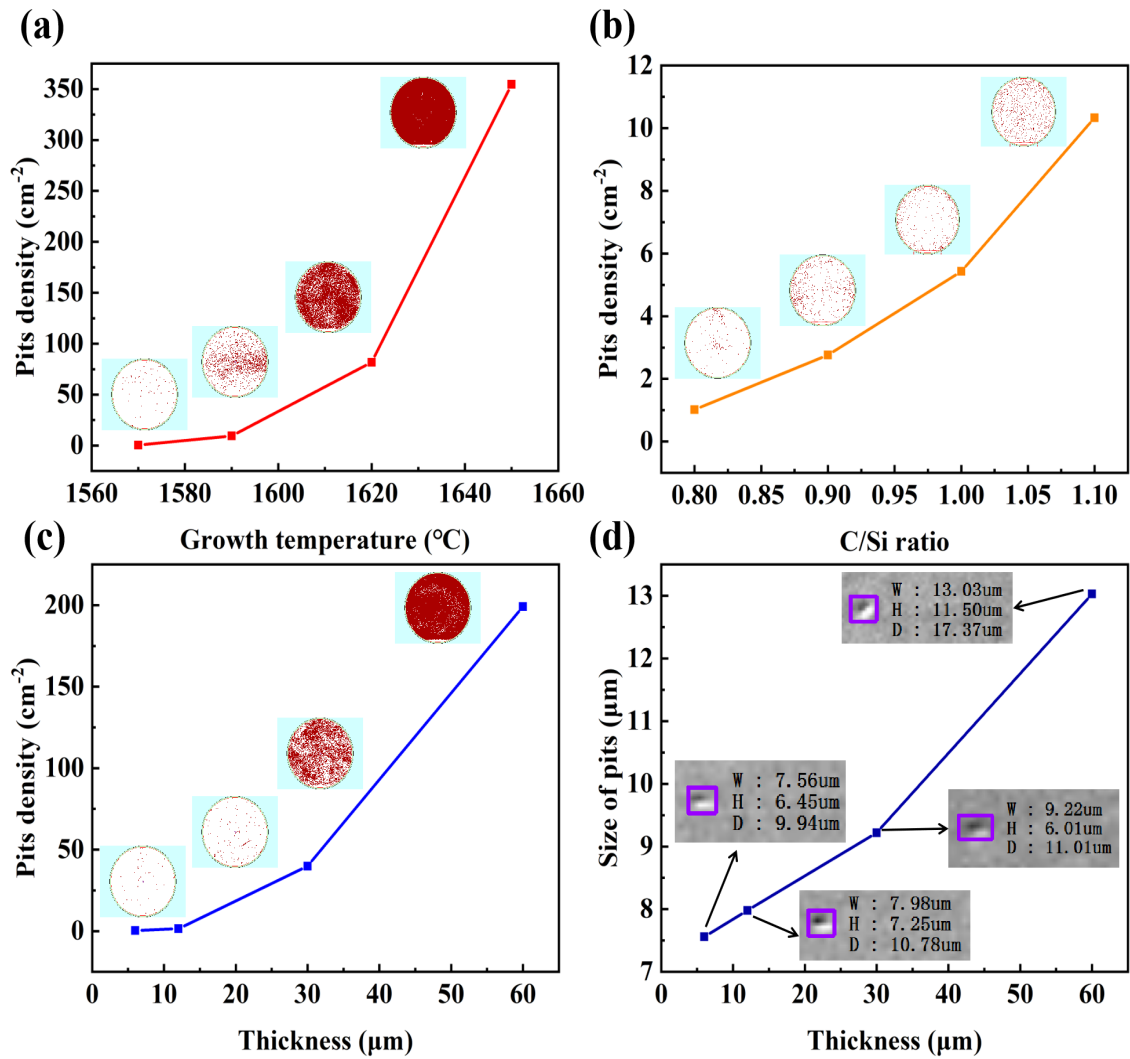 (a)
350
300
250
200
150
100
50
0
Pits density (cm⁻²)
1560 1580 1600 1620 1640 1660
Growth temperature (℃)
(b)
12
10
8
6
4
2
0
Pits density (cm⁻²)
0.80 0.85 0.90 0.95 1.00 1.05 1.10
C/Si ratio
(c)
200
150
100
50
0
Pits density (cm⁻²)
0 10 20 30 40 50 60
Thickness (μm)
(d)
13
12
11
10
9
8
7
Size of pits (μm)
W : 13.03um
H : 11.50um
D : 17.37um
W : 7.56um
H : 6.45um
D : 9.94um
W : 9.22um
H : 6.01um
D : 11.01um
W : 7.98um
H : 7.25um
D : 10.78um
0 10 20 30 40 50 60
Thickness (μm)